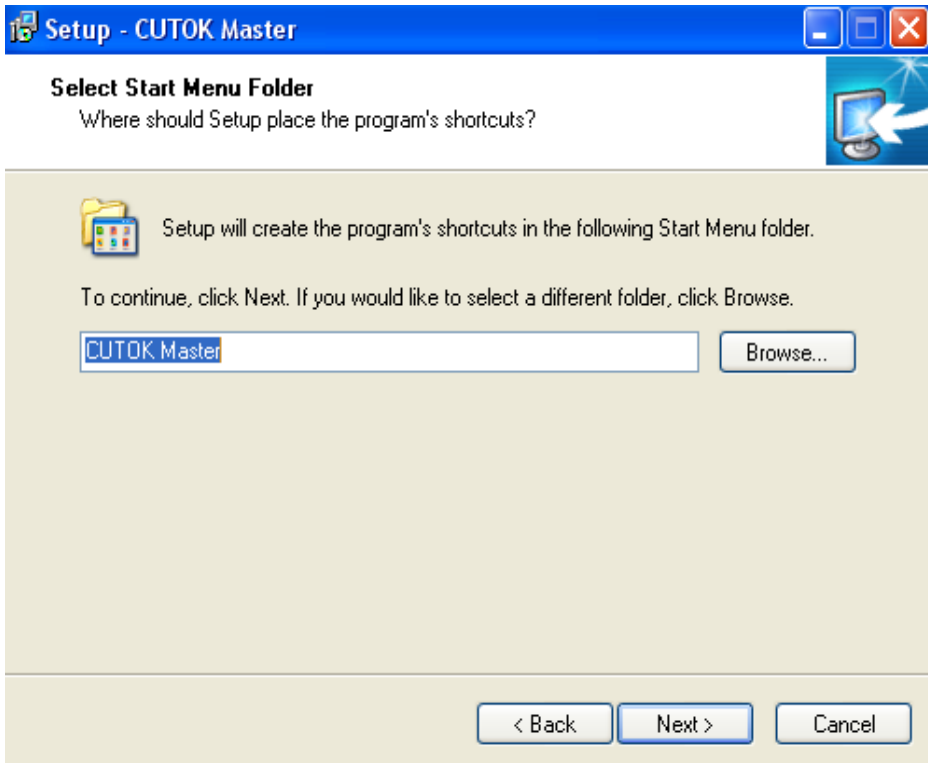 Setup - CUTOK Master
Select Start Menu Folder
Where should Setup place the program's shortcuts?
Setup will create the program's shortcuts in the following Start Menu folder.
To continue, click Next. If you would like to select a different folder, click Browse.
CUTOK Master
Browse...
< Back
Next >
Cancel